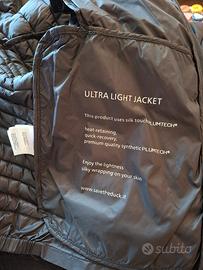 ULTRA LIGHT JACKET
This product uses silk touch PLUMTECH®
heat-retaining,
quick-recovery,
premium-quality synthetic PLUMTECH®
Enjoy the lightness
silky wrapping on your skin
www.savetheduck.it
subito